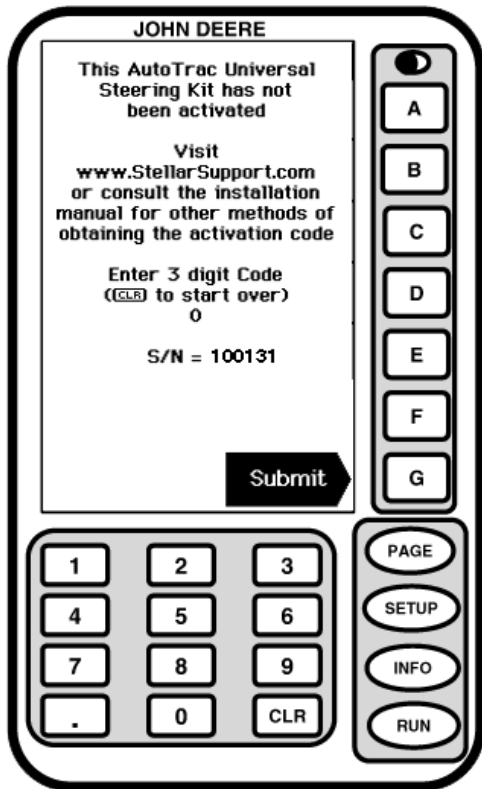 JOHN DEERE
This AutoTrac Universal
Steering Kit has not
been activated
Visit
www.StellarSupport.com
or consult the installation
manual for other methods of
obtaining the activation code
Enter 3 digit Code
(CLR to start over)
0
S/N = 100131
Submit
A
B
C
D
E
F
G
PAGE
SETUP
INFO
RUN
1 2 3
4 5 6
7 8 9
. 0 CLR